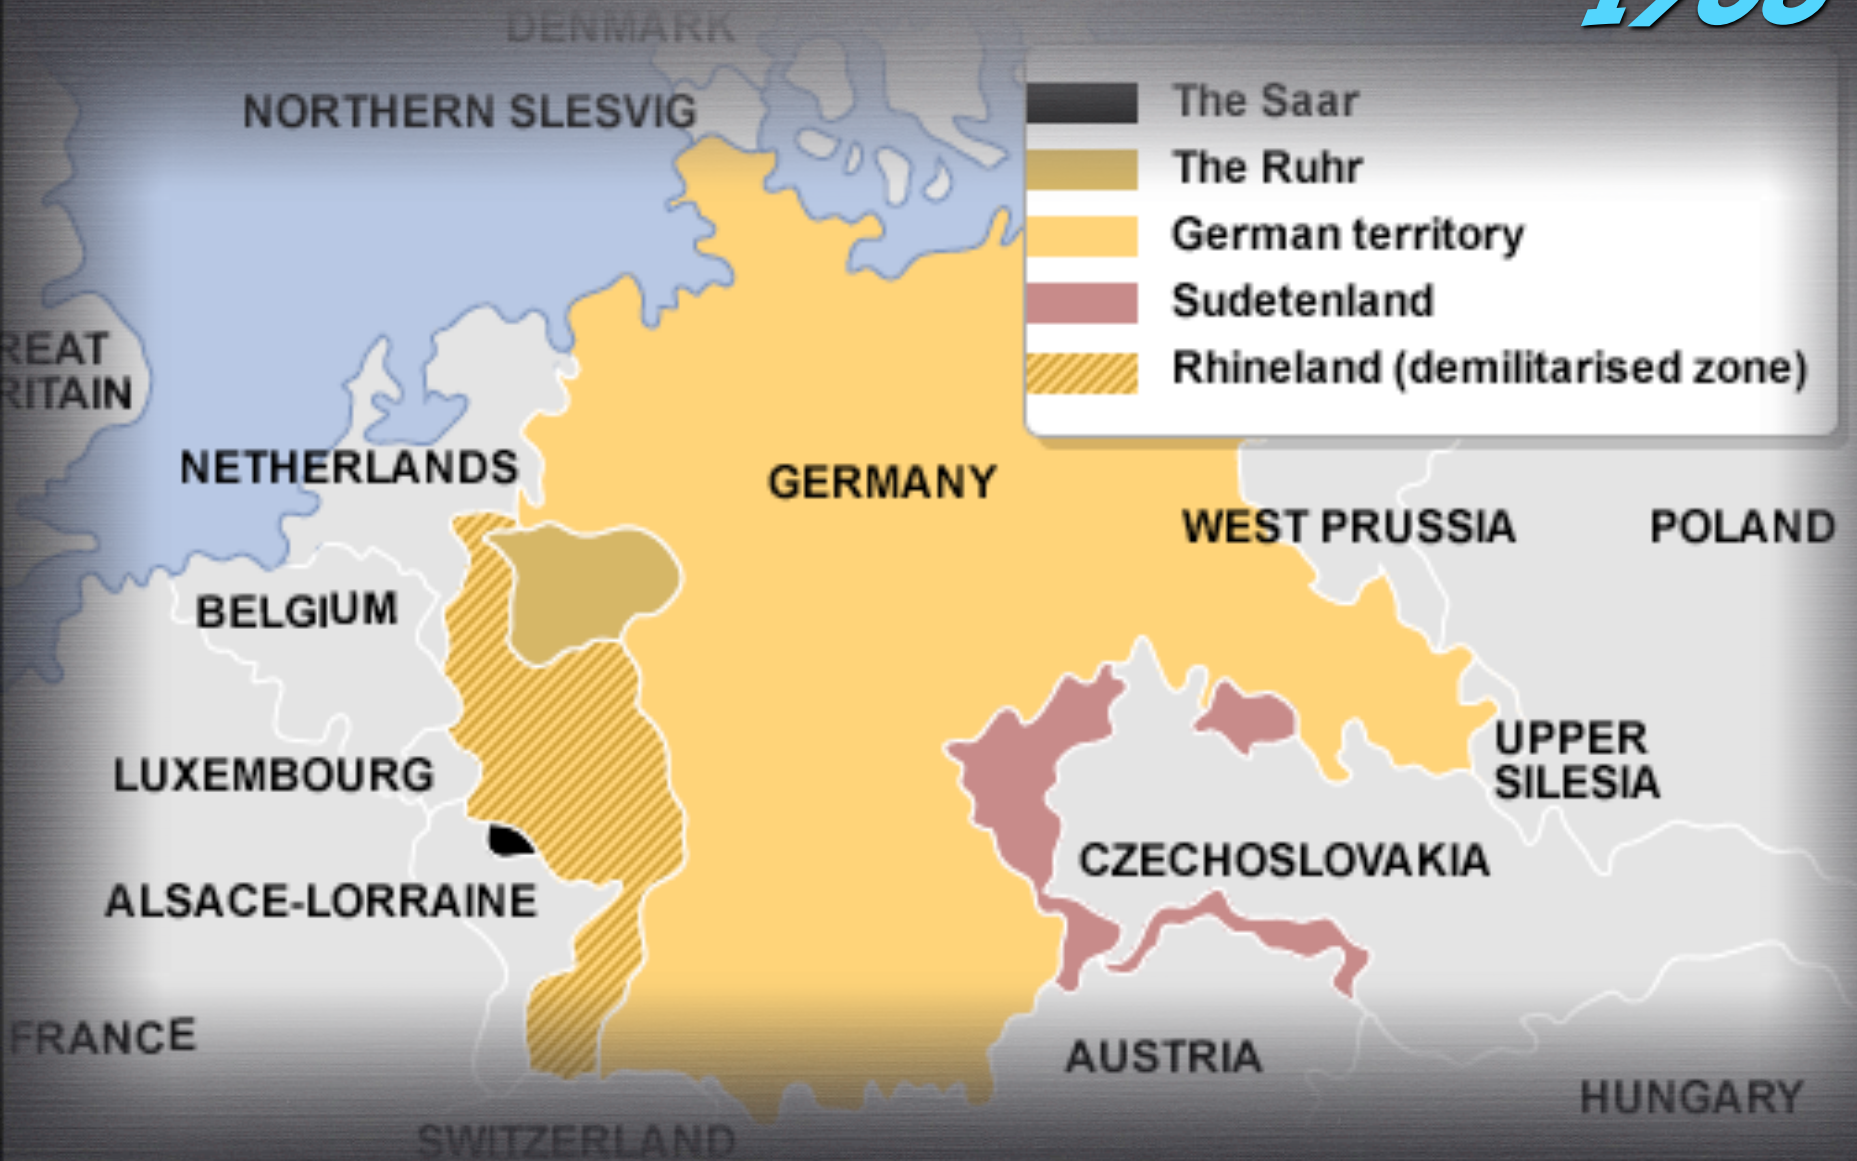 DENMARK
NORTHERN SLESVIG
The Saar
The Ruhr
German territory
Sudetenland
Rhineland (demilitarised zone)
REAT
RITAIN
NETHERLANDS
GERMANY
WEST PRUSSIA
POLAND
BELGIUM
LUXEMBOURG
UPPER
SILESIA
CZECHOSLOVAKIA
ALSACE-LORRAINE
FRANCE
AUSTRIA
HUNGARY
SWITZERLAND